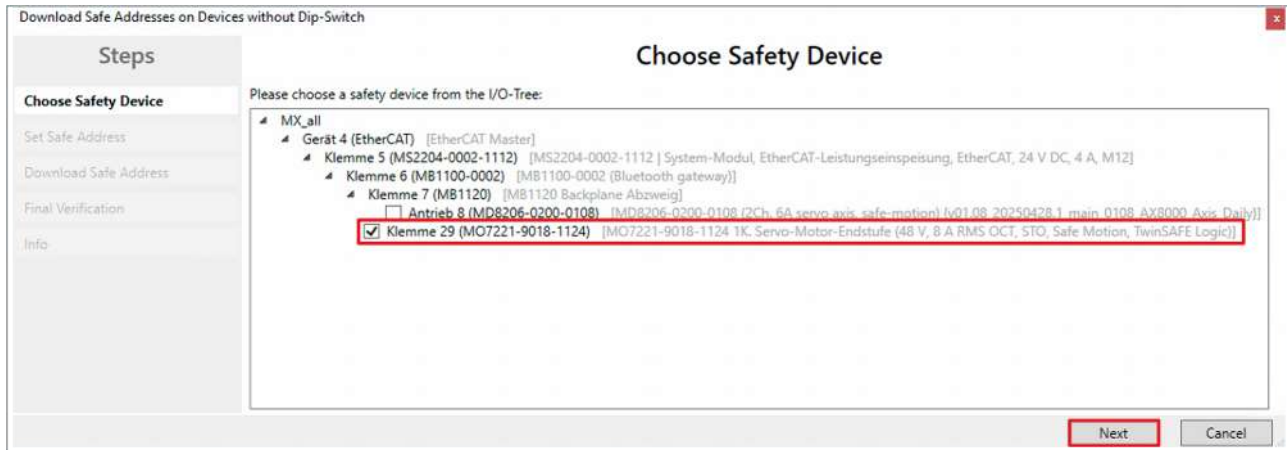 Download Safe Addresses on Devices without Dip-Switch
x
Steps
Choose Safety Device
Set Safe Address
Download Safe Address
Final Verification
Info
Choose Safety Device
Please choose a safety device from the I/O-Tree:
MX_all
Gerät 4 (EtherCAT) [EtherCAT Master]
Klemme 5 (MS2204-0002-1112) [MS2204-0002-1112 | System-Modul, EtherCAT-Leistungseinspeisung, EtherCAT, 24 V DC, 4 A, M12]
Klemme 6 (MB1100-0002) [MB1100-0002 (Bluetooth gateway)]
Klemme 7 (MB1120) [MB1120 Backplane Abzweig]
Antrieb 8 (MD8206-0200-0108) [MD8206-0200-0108 (2Ch. 6A servo axis, safe-motion) [v01.08_20250428.1_main_0108_AX8000_Axis_Daily]]
Klemme 29 (MO7221-9018-1124) [MO7221-9018-1124 1K. Servo-Motor-Endstufe (48 V, 8 A RMS OCT, STO, Safe Motion, TwinSAFE Logic)]
Next
Cancel